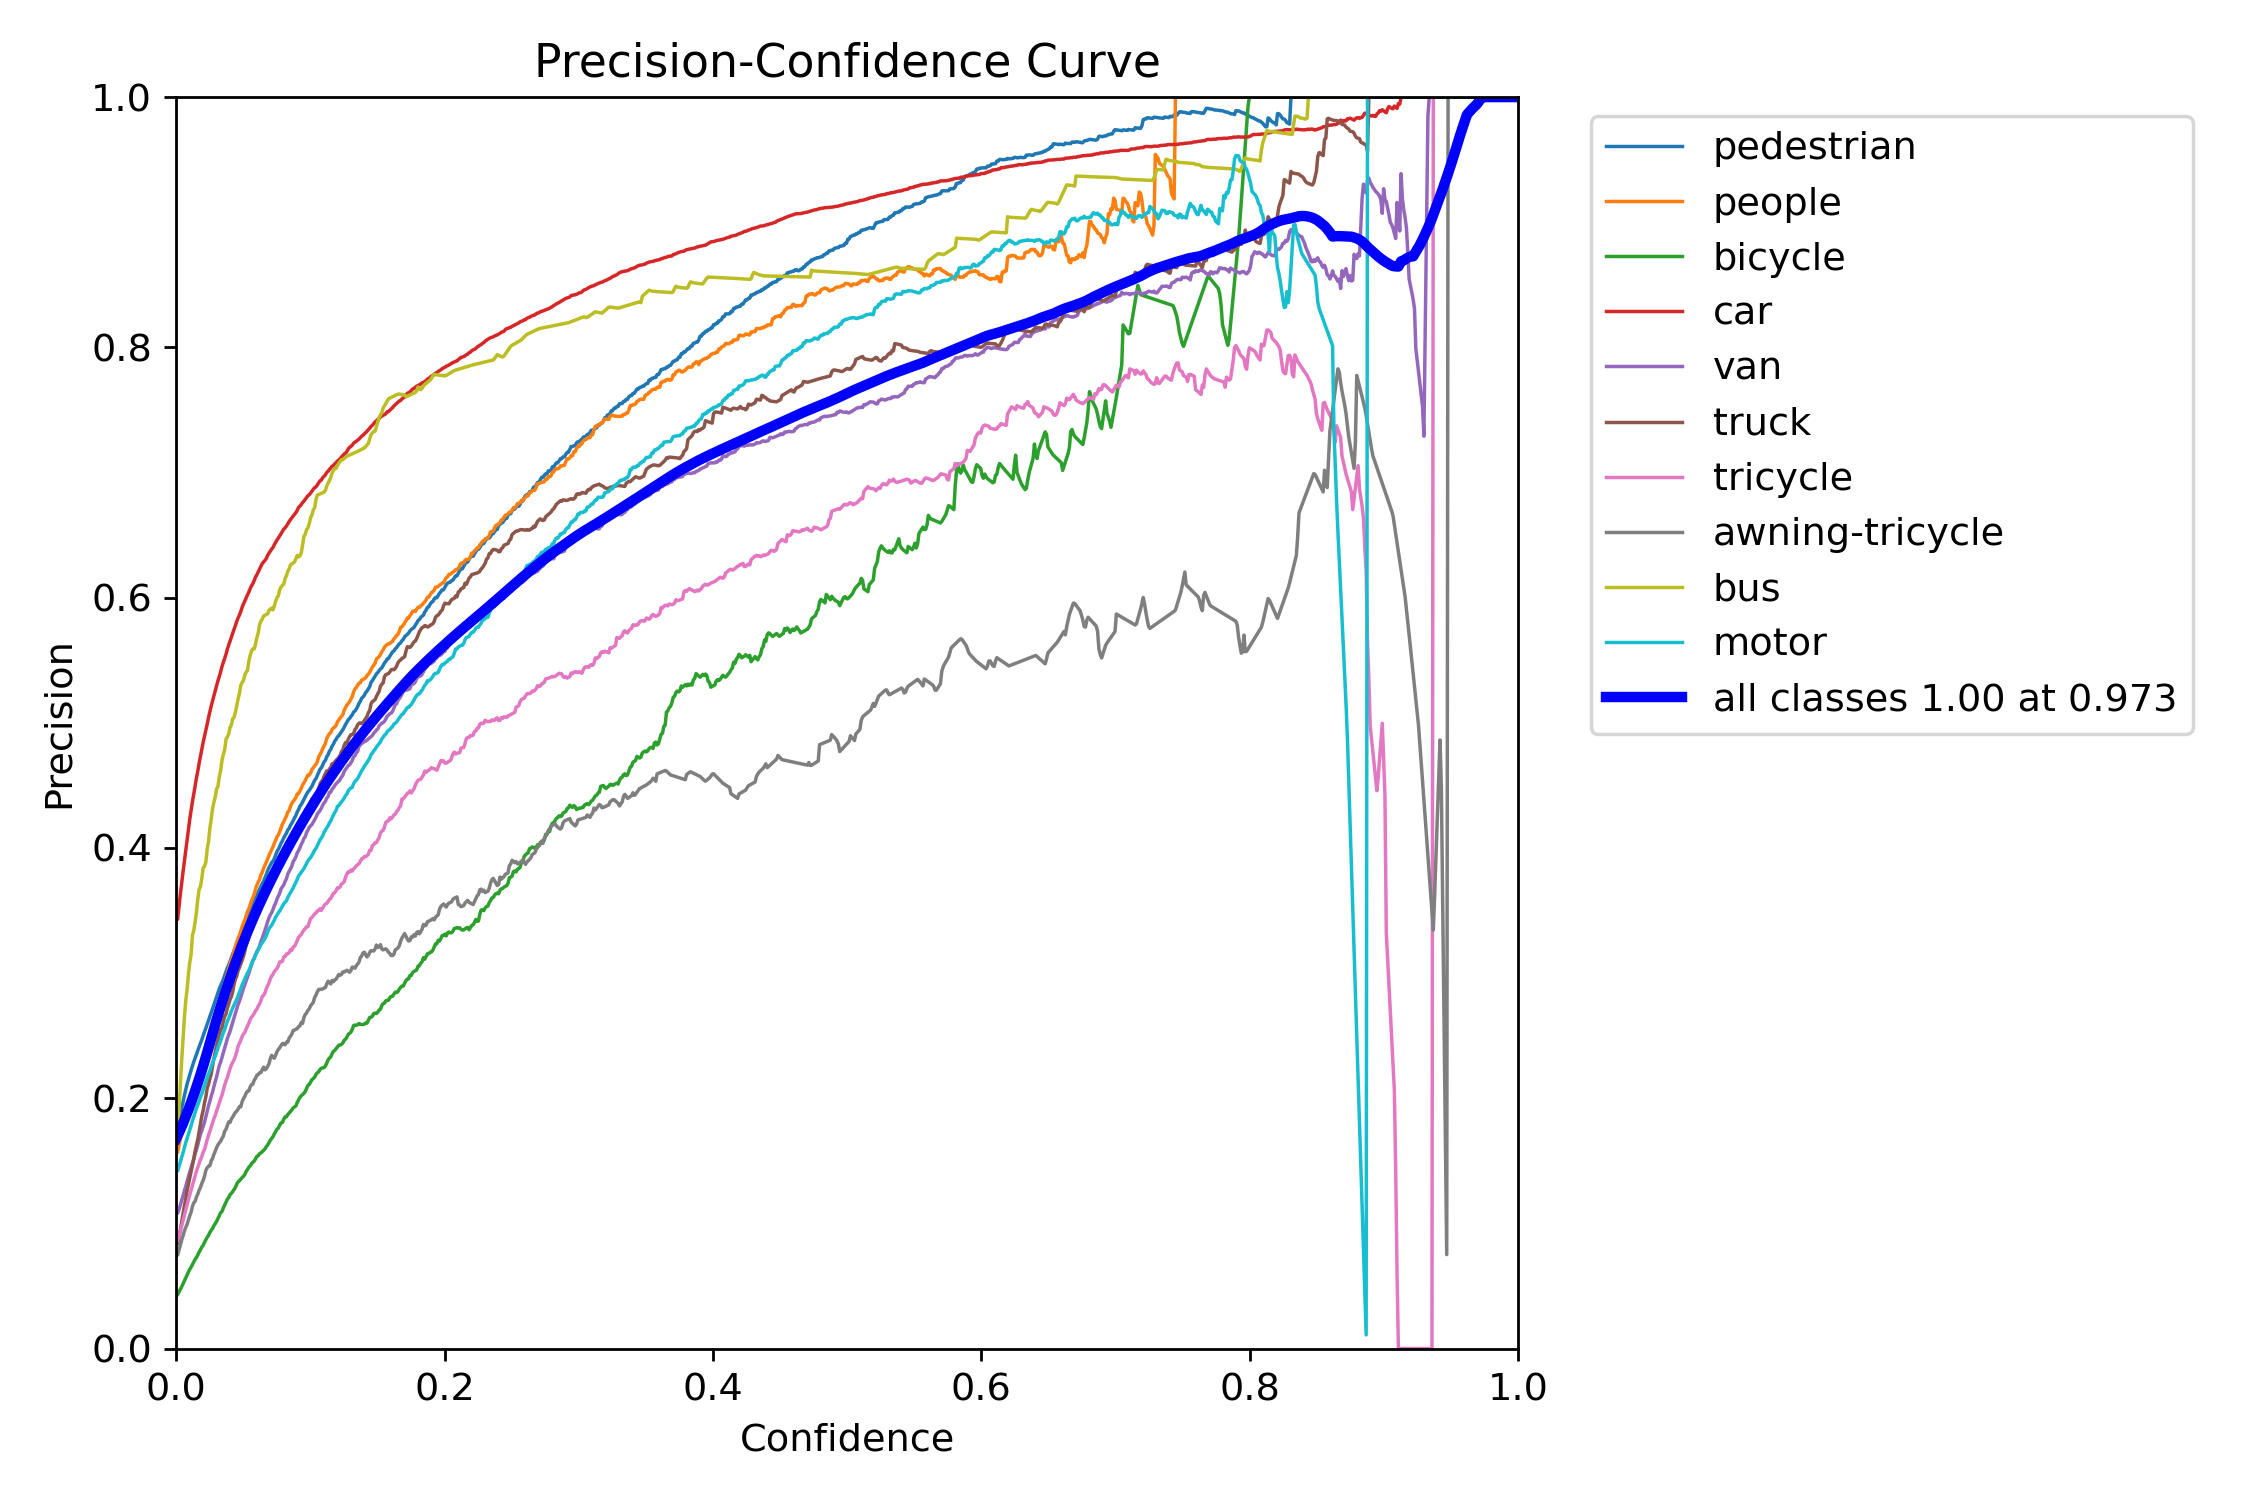 Precision-Confidence Curve
1.0
0.8
0.6
0.4
0.2
0.0
Precision
0.0 0.2 0.4 0.6 0.8 1.0
Confidence
pedestrian
people
bicycle
car
van
truck
tricycle
awning-tricycle
bus
motor
all classes 1.00 at 0.973